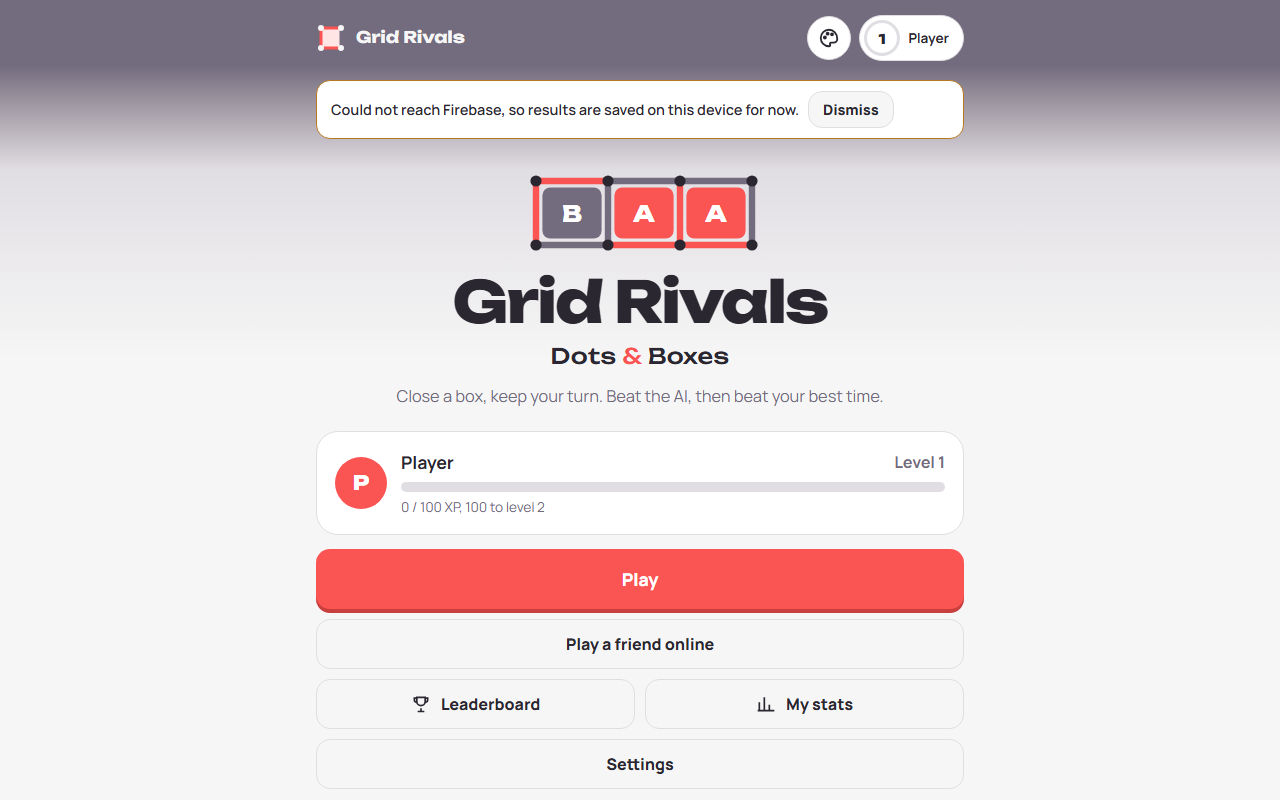 Grid Rivals
1 Player
Could not reach Firebase, so results are saved on this device for now. Dismiss
B A A
Grid Rivals
Dots & Boxes
Close a box, keep your turn. Beat the AI, then beat your best time.
P
Player Level 1
0 / 100 XP, 100 to level 2
Play
Play a friend online
Leaderboard My stats
Settings